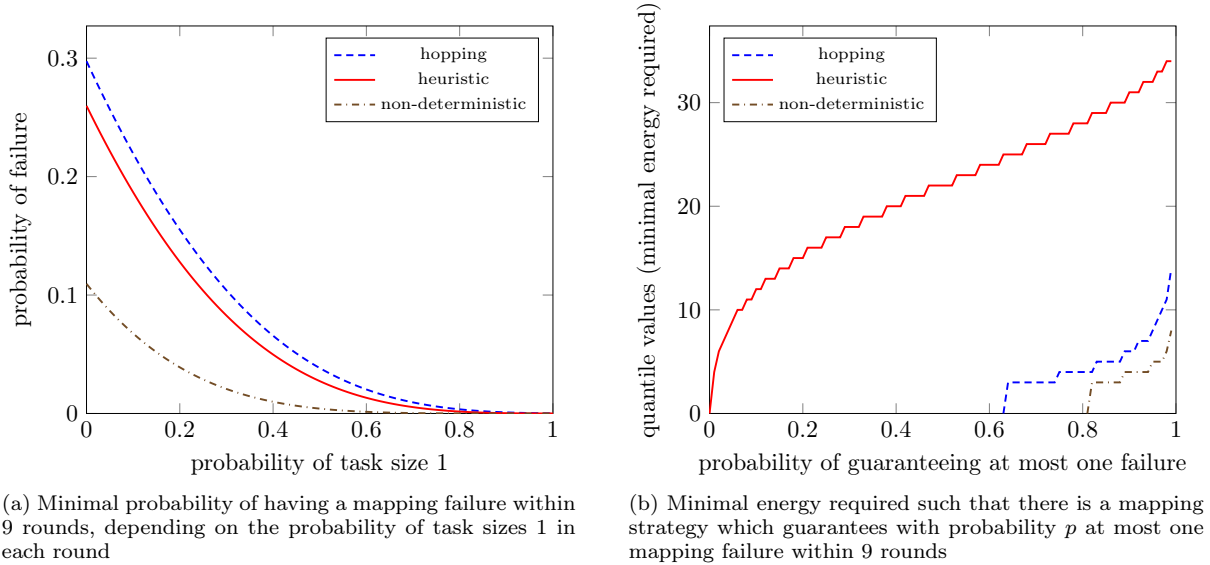 probability of failure
0.3
0.2
0.1
0
0
0.2
0.4
0.6
0.8
1
probability of task size 1
hopping
heuristic
non-deterministic
(a) Minimal probability of having a mapping failure within
9 rounds, depending on the probability of task sizes 1 in
each round
quantile values (minimal energy required)
30
20
10
0
0
0.2
0.4
0.6
0.8
1
probability of guaranteeing at most one failure
hopping
heuristic
non-deterministic
(b) Minimal energy required such that there is a mapping
strategy which guarantees with probability p at most one
mapping failure within 9 rounds